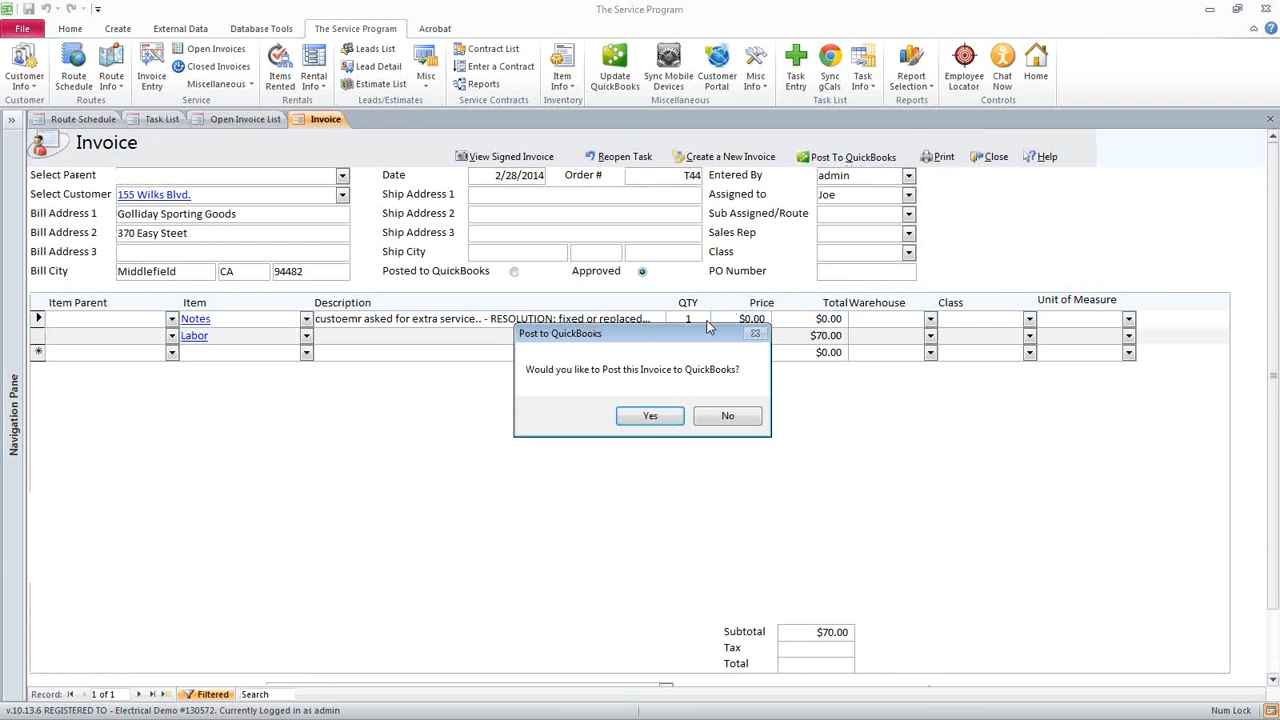 The Service Program
File Home Create External Data Database Tools The Service Program Acrobat
Customer Info Route Schedule Route Info Invoice Entry Open Invoices Closed Invoices Miscellaneous Items Rented Rental Info Leads List Lead Detail Estimate List Misc Contract List Enter a Contract Reports Item Info Update QuickBooks Sync Mobile Devices Customer Portal Misc Info Task Entry Sync gCals Task Info Report Selection Employee Locator Chat Now Home
Customer Routes Service Rentals Leads/Estimates Service Contracts Inventory Miscellaneous Task List Reports Controls
Route Schedule Task List Open Invoice List Invoice
Invoice
View Signed Invoice Reopen Task Create a New Invoice Post To QuickBooks Print Close Help
Select Parent Date 2/28/2014 Order # T44 Entered By admin
Select Customer 155 Wilks Blvd. Ship Address 1 Assigned to Joe
Bill Address 1 Golliday Sporting Goods Ship Address 2 Sub Assigned/Route
Bill Address 2 370 Easy Steet Ship Address 3 Sales Rep
Bill Address 3 Ship City Class
Bill City Middlefield CA 94482 Posted to QuickBooks Approved PO Number
Item Parent Item Description QTY Price Total Warehouse Class Unit of Measure
Notes custoemr asked for extra service.. - RESOLUTION: fixed or replaced... 1 $0.00 $0.00
Labor $70.00
$0.00
Post to QuickBooks
Would you like to Post this Invoice to QuickBooks?
Yes No
Navigation Pane
Subtotal $70.00
Tax
Total
Record: 1 of 1 Filtered Search
v.10.13.6 REGISTERED TO - Electrical Demo #130572. Currently Logged in as admin Num Lock